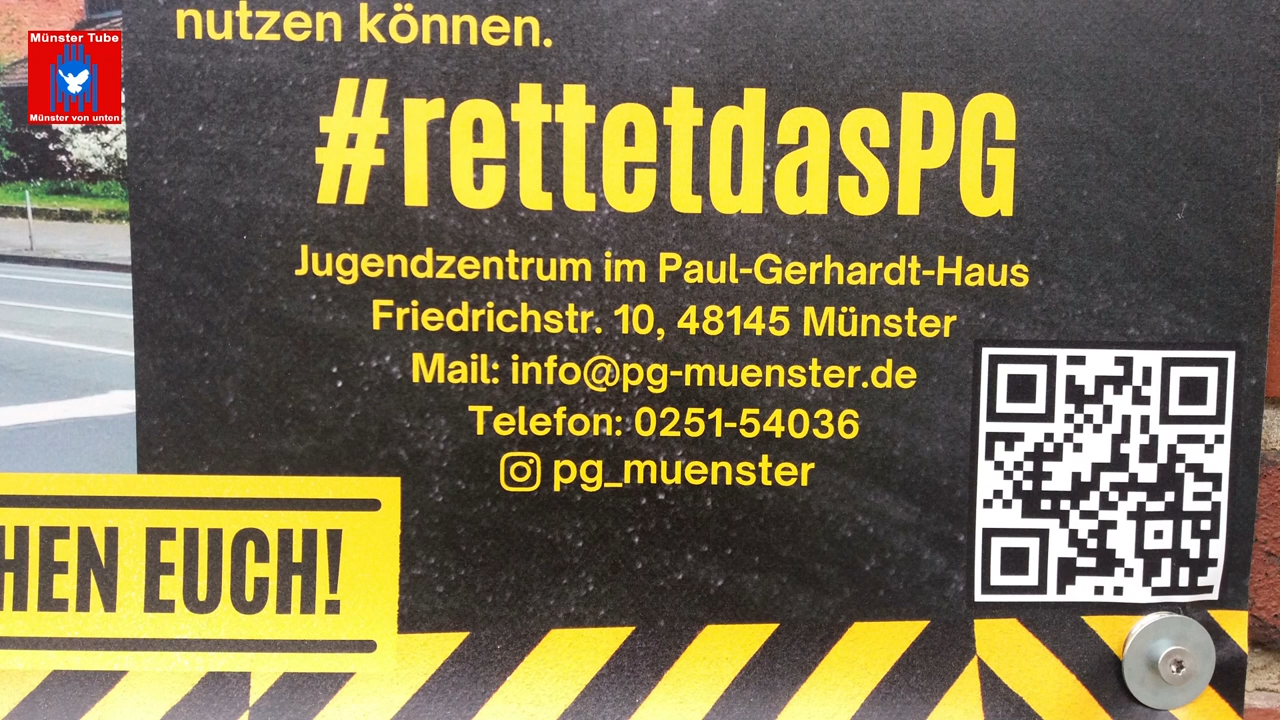 Münster Tube
Münster von unten
nutzen können.
#rettetdasPG
Jugendzentrum im Paul-Gerhardt-Haus
Friedrichstr. 10, 48145 Münster
Mail: info@pg-muenster.de
Telefon: 0251-54036
pg_muenster
HEN EUCH!